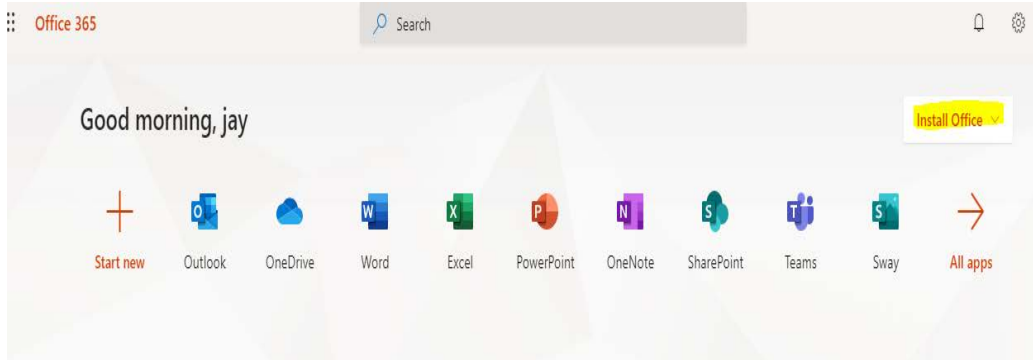 Office 365
Search
Good morning, jay
Install Office
Start new Outlook OneDrive Word Excel PowerPoint OneNote SharePoint Teams Sway All apps